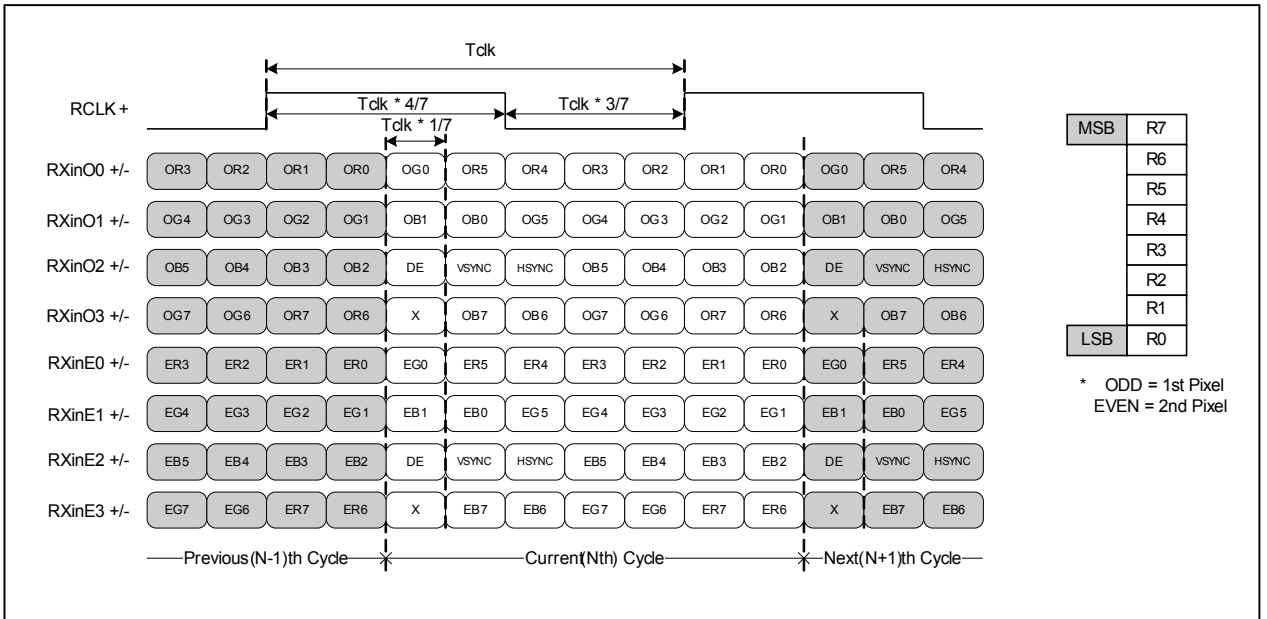 Tclk
RCLK +
Tclk * 4/7
Tclk * 3/7
Tclk * 1/7
RXinO0 +/- OR3 OR2 OR1 OR0 OG0 OR5 OR4 OR3 OR2 OR1 OR0 OG0 OR5 OR4
RXinO1 +/- OG4 OG3 OG2 OG1 OB1 OB0 OG5 OG4 OG3 OG2 OG1 OB1 OB0 OG5
RXinO2 +/- OB5 OB4 OB3 OB2 DE VSYNC HSYNC OB5 OB4 OB3 OB2 DE VSYNC HSYNC
RXinO3 +/- OG7 OG6 OR7 OR6 X OB7 OB6 OG7 OG6 OR7 OR6 X OB7 OB6
RXinE0 +/- ER3 ER2 ER1 ER0 EG0 ER5 ER4 ER3 ER2 ER1 ER0 EG0 ER5 ER4
RXinE1 +/- EG4 EG3 EG2 EG1 EB1 EB0 EG5 EG4 EG3 EG2 EG1 EB1 EB0 EG5
RXinE2 +/- EB5 EB4 EB3 EB2 DE VSYNC HSYNC EB5 EB4 EB3 EB2 DE VSYNC HSYNC
RXinE3 +/- EG7 EG6 ER7 ER6 X EB7 EB6 EG7 EG6 ER7 ER6 X EB7 EB6
Previous(N-1)th Cycle Current(Nth) Cycle Next(N+1)th Cycle
MSB R7
R6
R5
R4
R3
R2
R1
LSB R0
* ODD = 1st Pixel
EVEN = 2nd Pixel